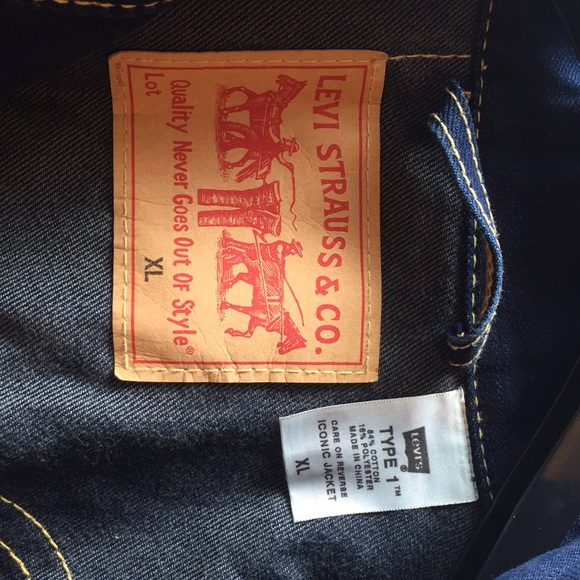 LEVI STRAUSS & CO.
Quality Never Goes Out Of Style®
Lot
XL
Levi's
®
TYPE 1™
84% COTTON
16% POLYESTER
MADE IN CHINA
CARE ON REVERSE
ICONIC JACKET
XL